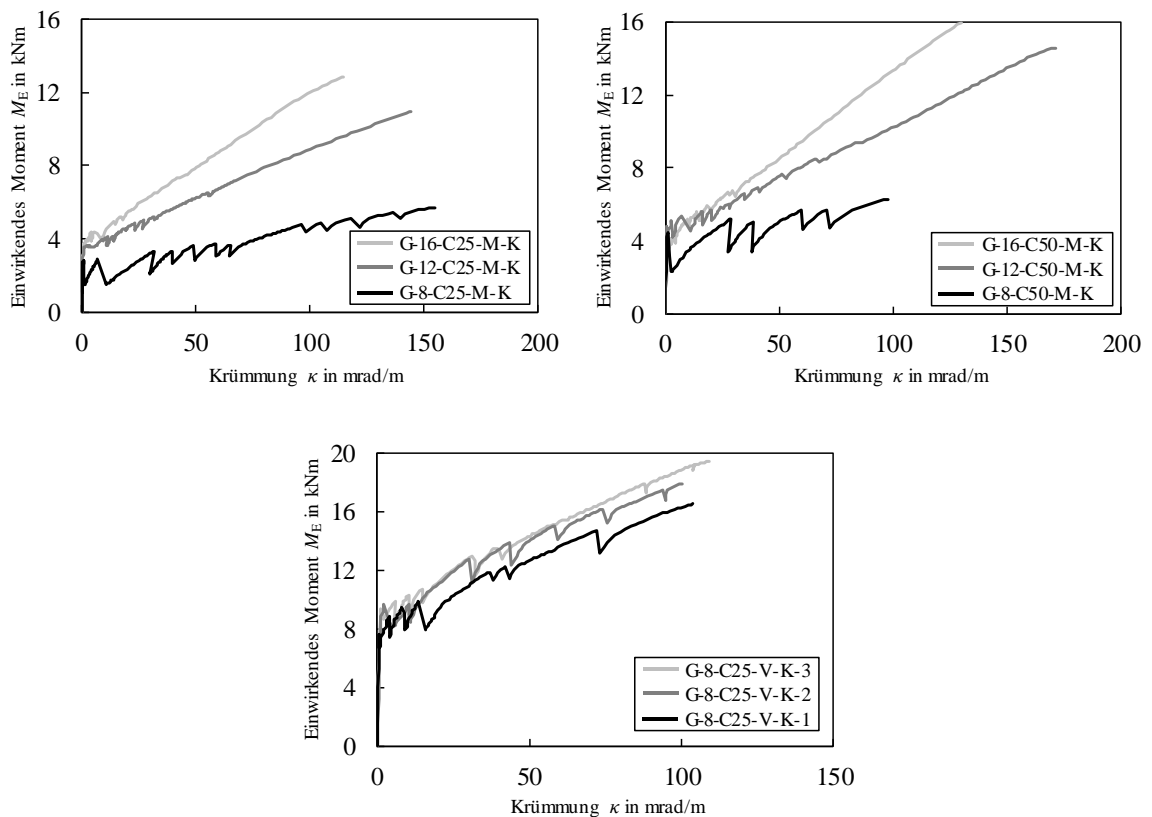 16
12
8
4
0
Einwirkendes Moment M_E in kNm
G-16-C25-M-K
G-12-C25-M-K
G-8-C25-M-K
0 50 100 150 200
Krümmung κ in mrad/m
16
12
8
4
0
Einwirkendes Moment M_E in kNm
G-16-C50-M-K
G-12-C50-M-K
G-8-C50-M-K
0 50 100 150 200
Krümmung κ in mrad/m
20
16
12
8
4
0
Einwirkendes Moment M_E in kNm
G-8-C25-V-K-3
G-8-C25-V-K-2
G-8-C25-V-K-1
0 50 100 150
Krümmung κ in mrad/m